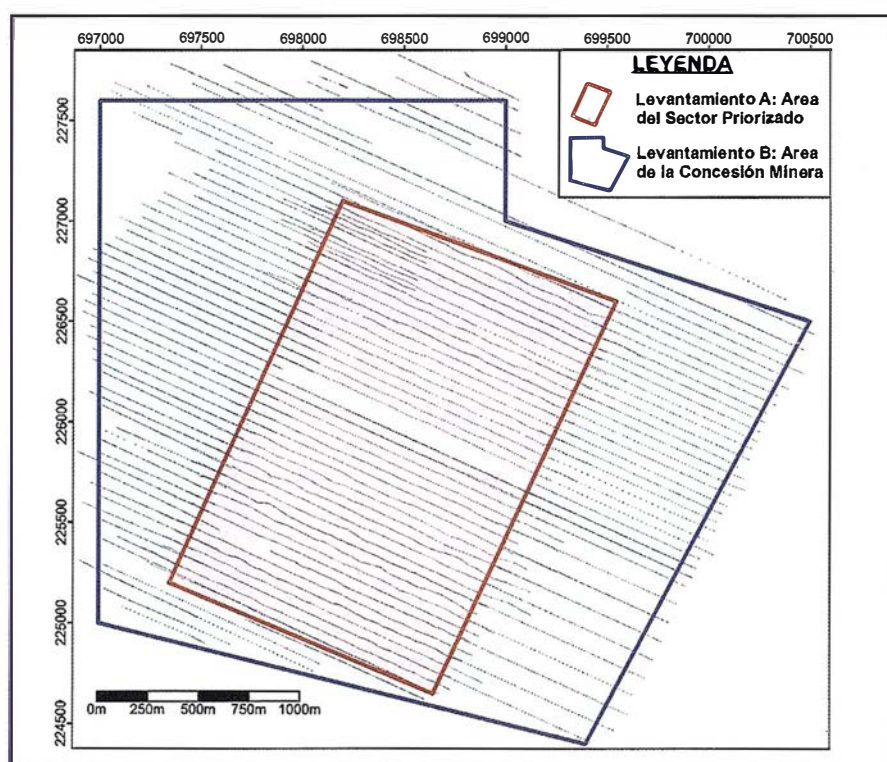 697000 697500 698000 698500 699000 699500 700000 700500
LEYENDA
Levantamiento A: Area
del Sector Priorizado
Levantamiento B: Area
de la Concesión Minera
227500
227000
226500
226000
225500
225000
224500
0m 250m 500m 750m 1000m